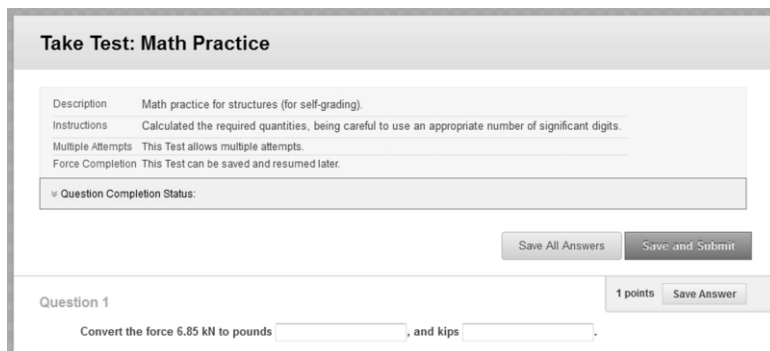 Take Test: Math Practice
Description Math practice for structures (for self-grading).
Instructions Calculated the required quantities, being careful to use an appropriate number of significant digits.
Multiple Attempts This Test allows multiple attempts.
Force Completion This Test can be saved and resumed later.
Question Completion Status:
Save All Answers Save and Submit
Question 1 1 points Save Answer
Convert the force 6.85 kN to pounds , and kips .